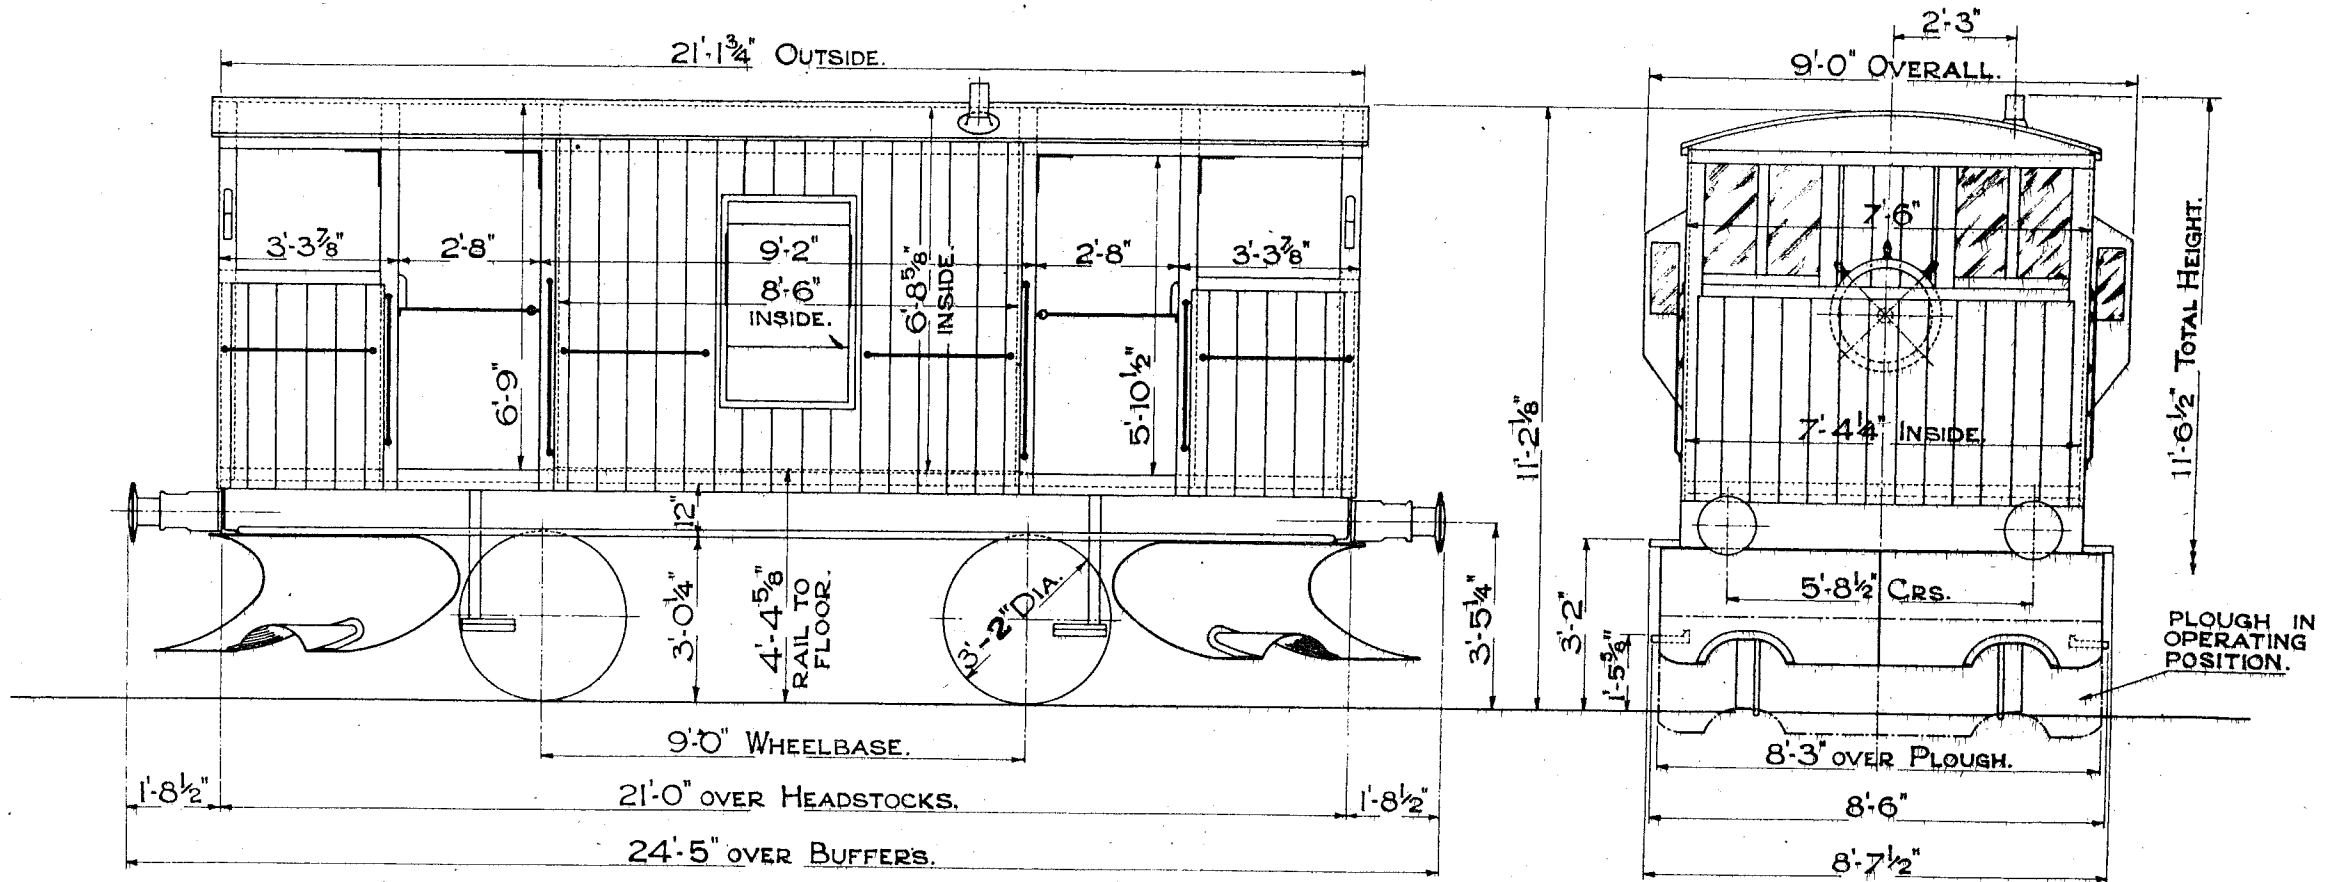 21'-1¾" OUTSIDE.
3'-3⅞"
2'-8"
9'-2"
8'-6"
INSIDE.
6'-8⅝"
INSIDE.
2'-8"
3'-3⅞"
6'-9"
5'-10½"
12"
3'-0¼"
4'-4⅝"
RAIL TO
FLOOR.
3'-2" DIA.
9'-0" WHEELBASE.
1'-8½"
21'-0" OVER HEADSTOCKS.
1'-8½"
24'-5" OVER BUFFERS.
11'-2⅛"
3'-5¼"
3'-2"
1'-5⅝"
2'-3"
9'-0" OVERALL.
7'-6"
7'-4¼" INSIDE.
11'-6½" TOTAL HEIGHT.
5'-8½" CRS.
PLOUGH IN
OPERATING
POSITION.
8'-3" OVER PLOUGH.
8'-6"
8'-7½"